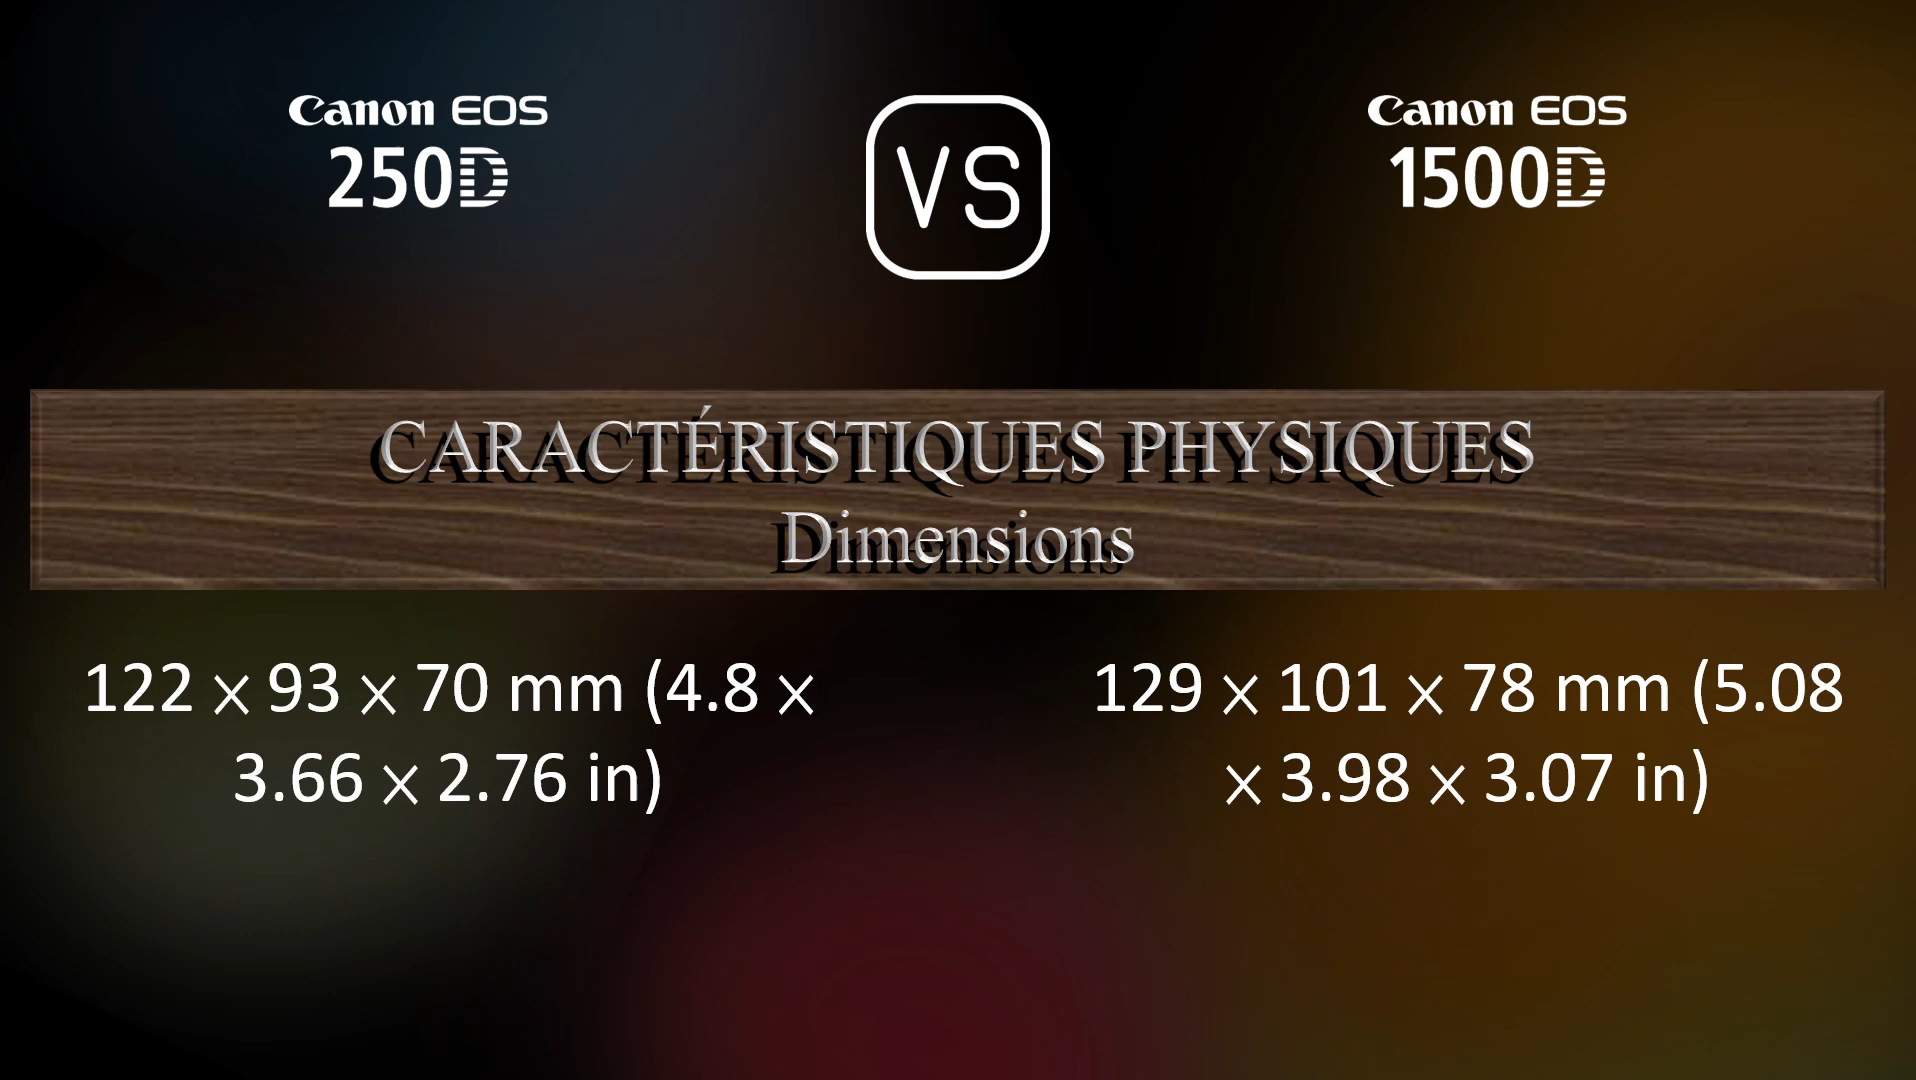 Canon EOS
250D
VS
Canon EOS
1500D
CARACTÉRISTIQUES PHYSIQUES
Dimensions
122 x 93 x 70 mm (4.8 x
3.66 x 2.76 in)
129 x 101 x 78 mm (5.08
x 3.98 x 3.07 in)